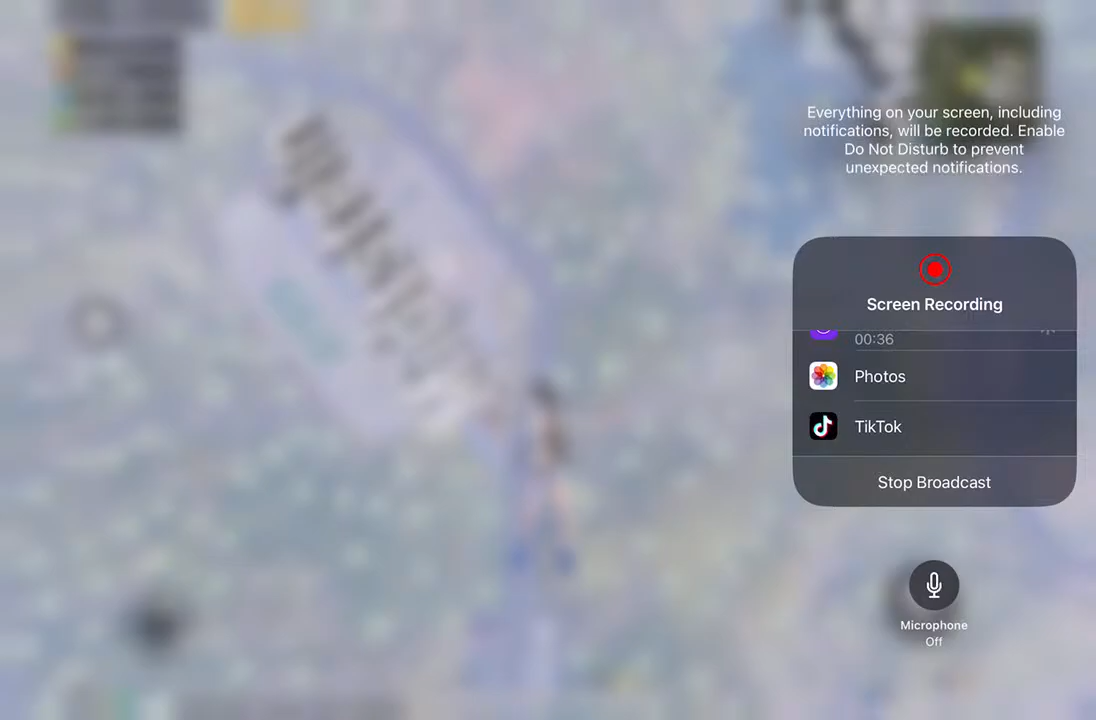 Everything on your screen, including
notifications, will be recorded. Enable
Do Not Disturb to prevent
unexpected notifications.
Screen Recording
00:36
Photos
TikTok
Stop Broadcast
Microphone
Off